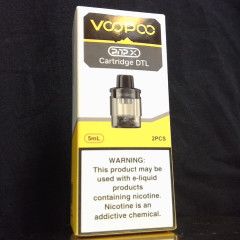 VOOPOO
PNP X
Cartridge DTL
5mL
2PCS
WARNING:
This product may be
used with e-liquid
products
containing nicotine.
Nicotine is an
addictive chemical.